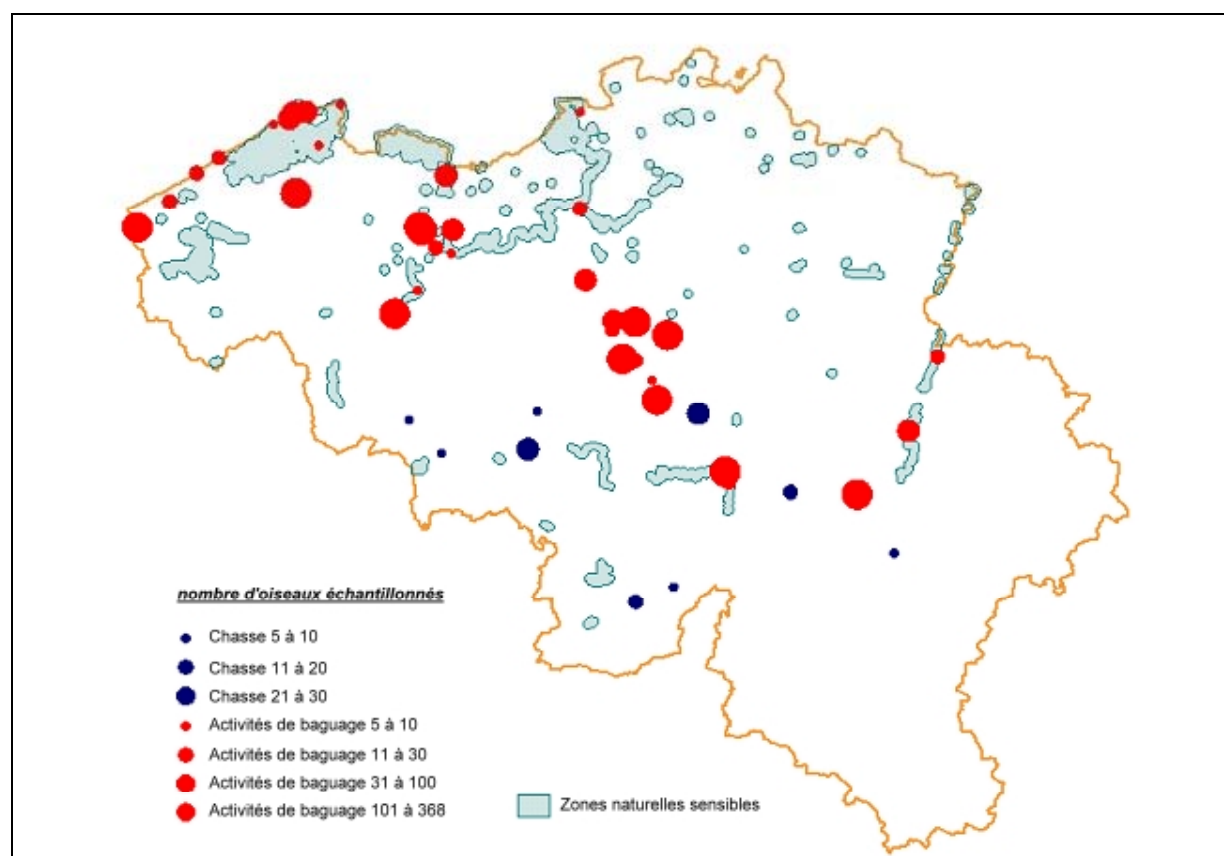 nombre d'oiseaux échantillonnés
Chasse 5 à 10
Chasse 11 à 20
Chasse 21 à 30
Activités de baguage 5 à 10
Activités de baguage 11 à 30
Activités de baguage 31 à 100
Activités de baguage 101 à 368
Zones naturelles sensibles